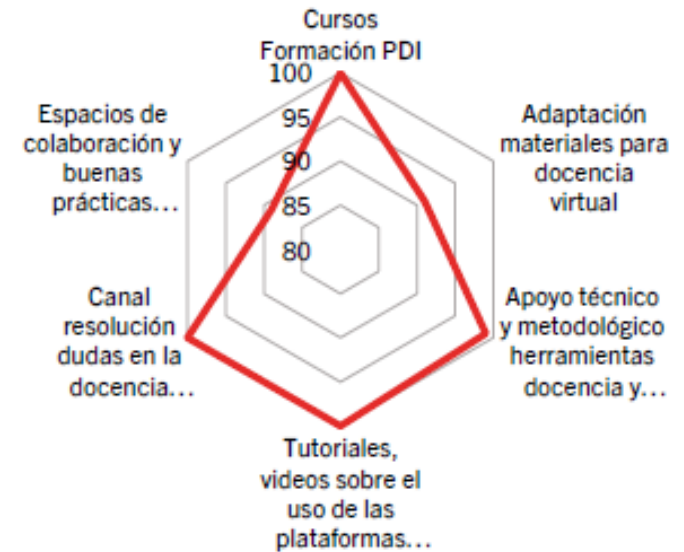 Cursos
Formación PDI
100
95
90
85
80
Adaptación
materiales para
docencia
virtual
Apoyo técnico
y metodológico
herramientas
docencia y...
Tutoriales,
videos sobre el
uso de las
plataformas...
Canal
resolución
dudas en la
docencia...
Espacios de
colaboración y
buenas
prácticas...